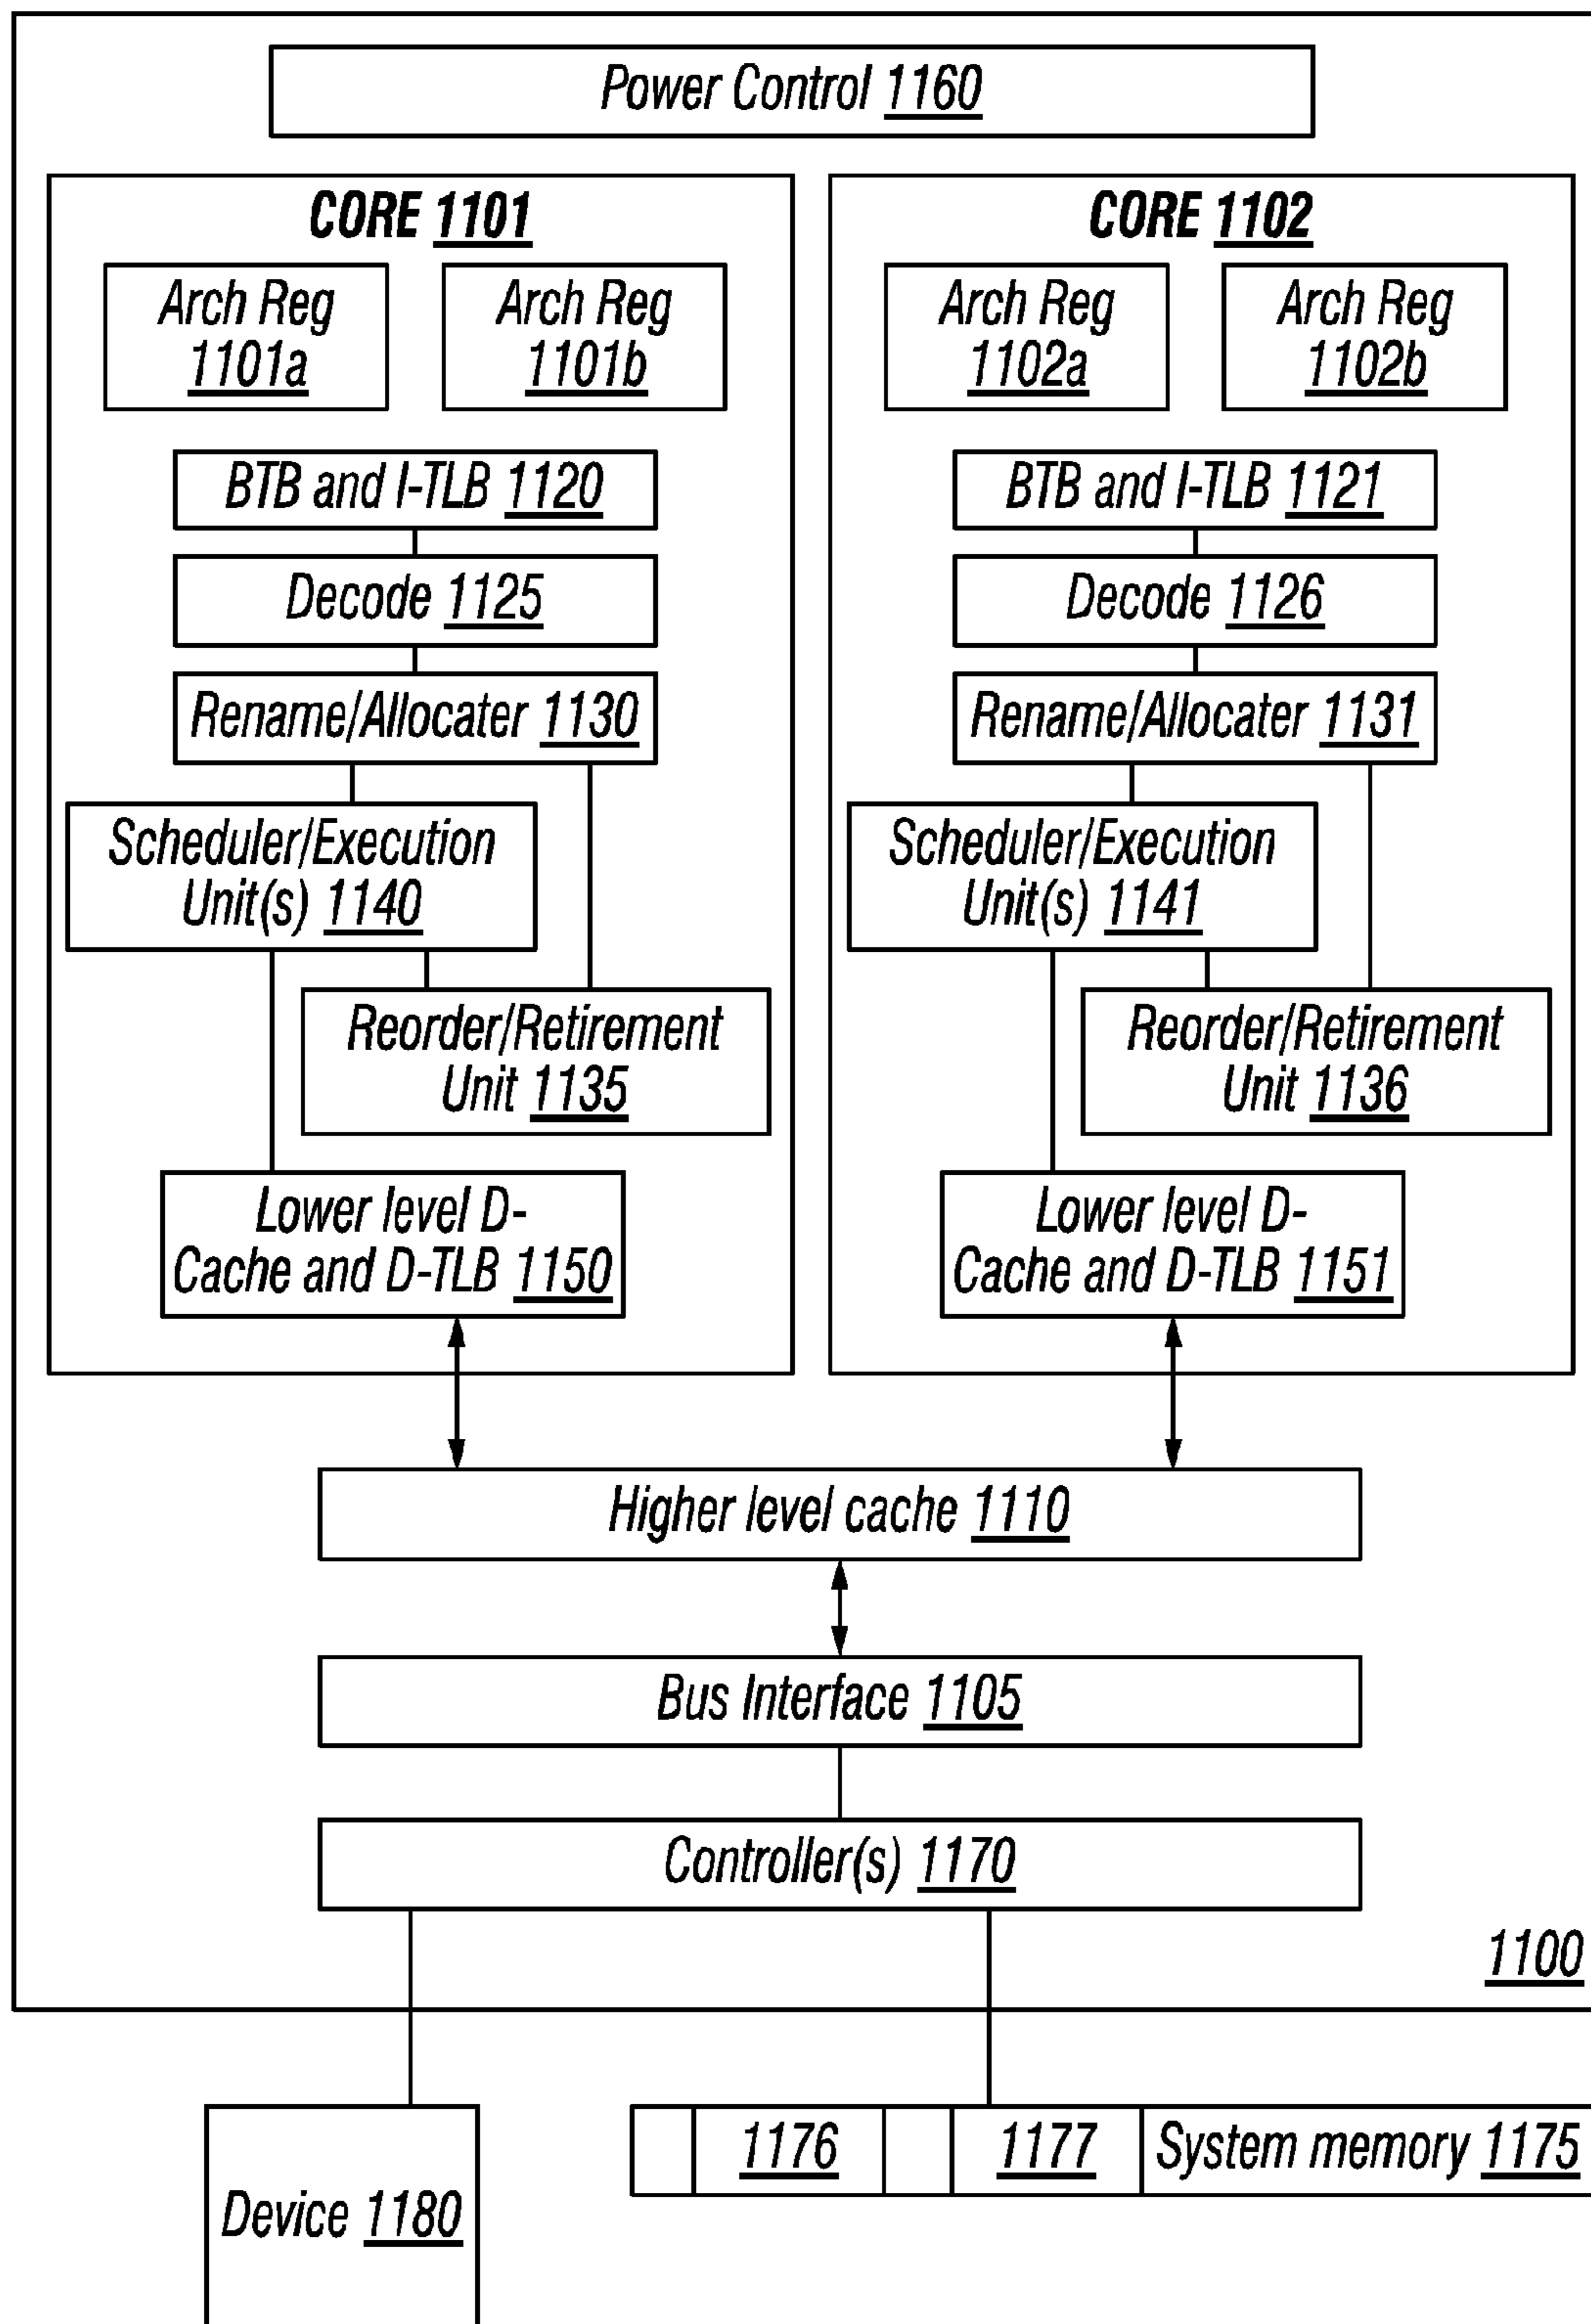 Power Control 1160
CORE 1101
Arch Reg
1101a
Arch Reg
1101b
BTB and I-TLB 1120
Decode 1125
Rename/Allocater 1130
Scheduler/Execution
Unit(s) 1140
Reorder/Retirement
Unit 1135
Lower level D-
Cache and D-TLB 1150
CORE 1102
Arch Reg
1102a
Arch Reg
1102b
BTB and I-TLB 1121
Decode 1126
Rename/Allocater 1131
Scheduler/Execution
Unit(s) 1141
Reorder/Retirement
Unit 1136
Lower level D-
Cache and D-TLB 1151
Higher level cache 1110
Bus Interface 1105
Controller(s) 1170
1100
Device 1180
1176
1177
System memory 1175